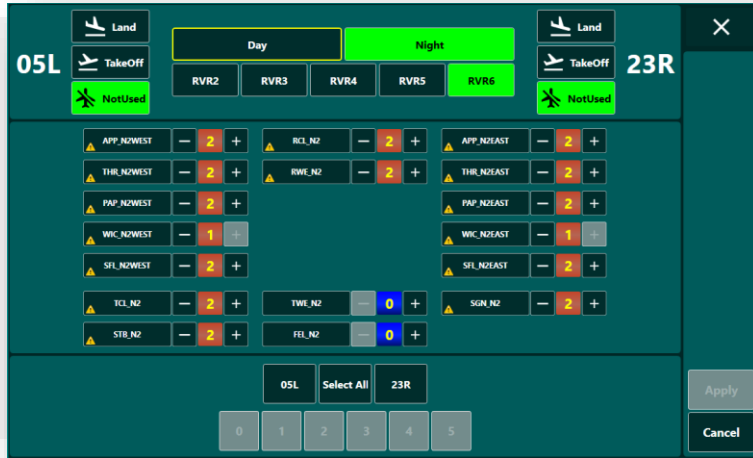 05L
Land
TakeOff
NotUsed
Day Night
RVR2 RVR3 RVR4 RVR5 RVR6
Land
TakeOff
NotUsed
23R
APP_N2WEST — 2 + RCL_N2 — 2 + APP_N2EAST — 2 +
THR_N2WEST — 2 + RWE_N2 — 2 + THR_N2EAST — 2 +
PAP_N2WEST — 2 + PAP_N2EAST — 2 +
WIC_N2WEST — 1 + WIC_N2EAST — 1 +
SFL_N2WEST — 2 + SFL_N2EAST — 2 +
TCL_N2 — 2 + TWE_N2 — 0 + SGN_N2 — 2 +
STB_N2 — 2 + FEL_N2 — 0 +
05L Select All 23R
0 1 2 3 4 5
Apply
Cancel